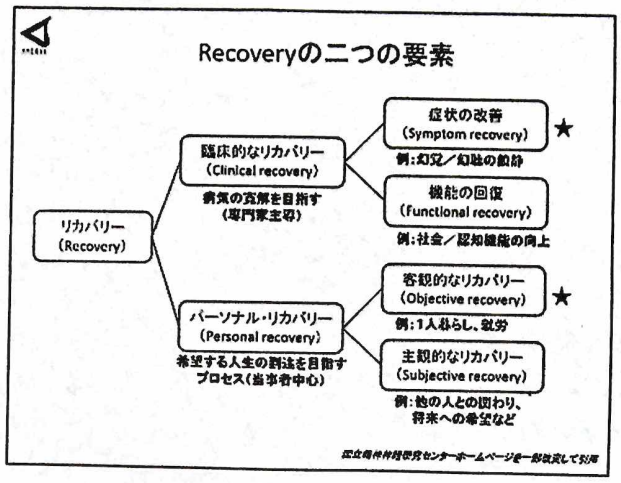 Recoveryの二つの要素
症状の改善
(Symptom recovery)
★
例:幻覚/幻聴の鎮静
臨床的なリカバリー
(Clinical recovery)
病気の寛解を目指す
(専門家主導)
機能の回復
(Functional recovery)
例:社会/認知機能の向上
リカバリー
(Recovery)
客観的なリカバリー
(Objective recovery)
★
例:1人暮らし、就労
パーソナル・リカバリー
(Personal recovery)
希望する人生の到達を目指す
プロセス(当事者中心)
主観的なリカバリー
(Subjective recovery)
例:他の人との関わり、
将来への希望など
国立精神神経研究センターホームページを一部改変して引用